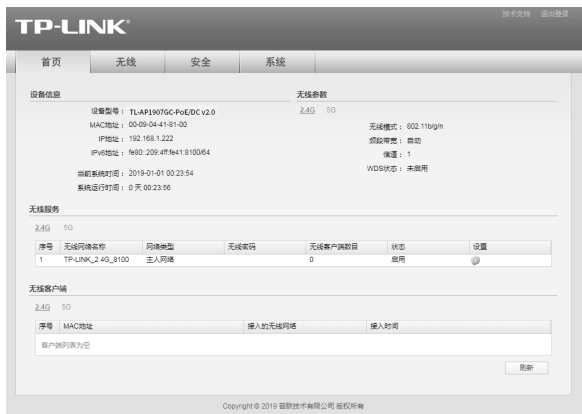 技术支持 退出登录
TP-LINK®
首页 无线 安全 系统
设备信息
设备型号： TL-AP1907GC-PoE/DC v2.0
MAC地址： 00-09-04-41-81-00
IP地址： 192.168.1.222
IPv6地址： fe80::209:4ff:fe41:8100/64
当前系统时间： 2019-01-01 00:23:54
系统运行时间： 0 天 00:23:56
无线参数
2.4G 5G
无线模式： 802.11b/g/n
频段带宽： 自动
信道： 1
WDS状态： 未启用
无线服务
2.4G 5G
序号 无线网络名称 网络类型 无线密码 无线客户端数目 状态 设置
1 TP-LINK_2.4G_8100 主人网络 0 启用
无线客户端
2.4G 5G
序号 MAC地址 接入的无线网络 接入时间
客户端列表为空
刷新
Copyright © 2019 普联技术有限公司 版权所有